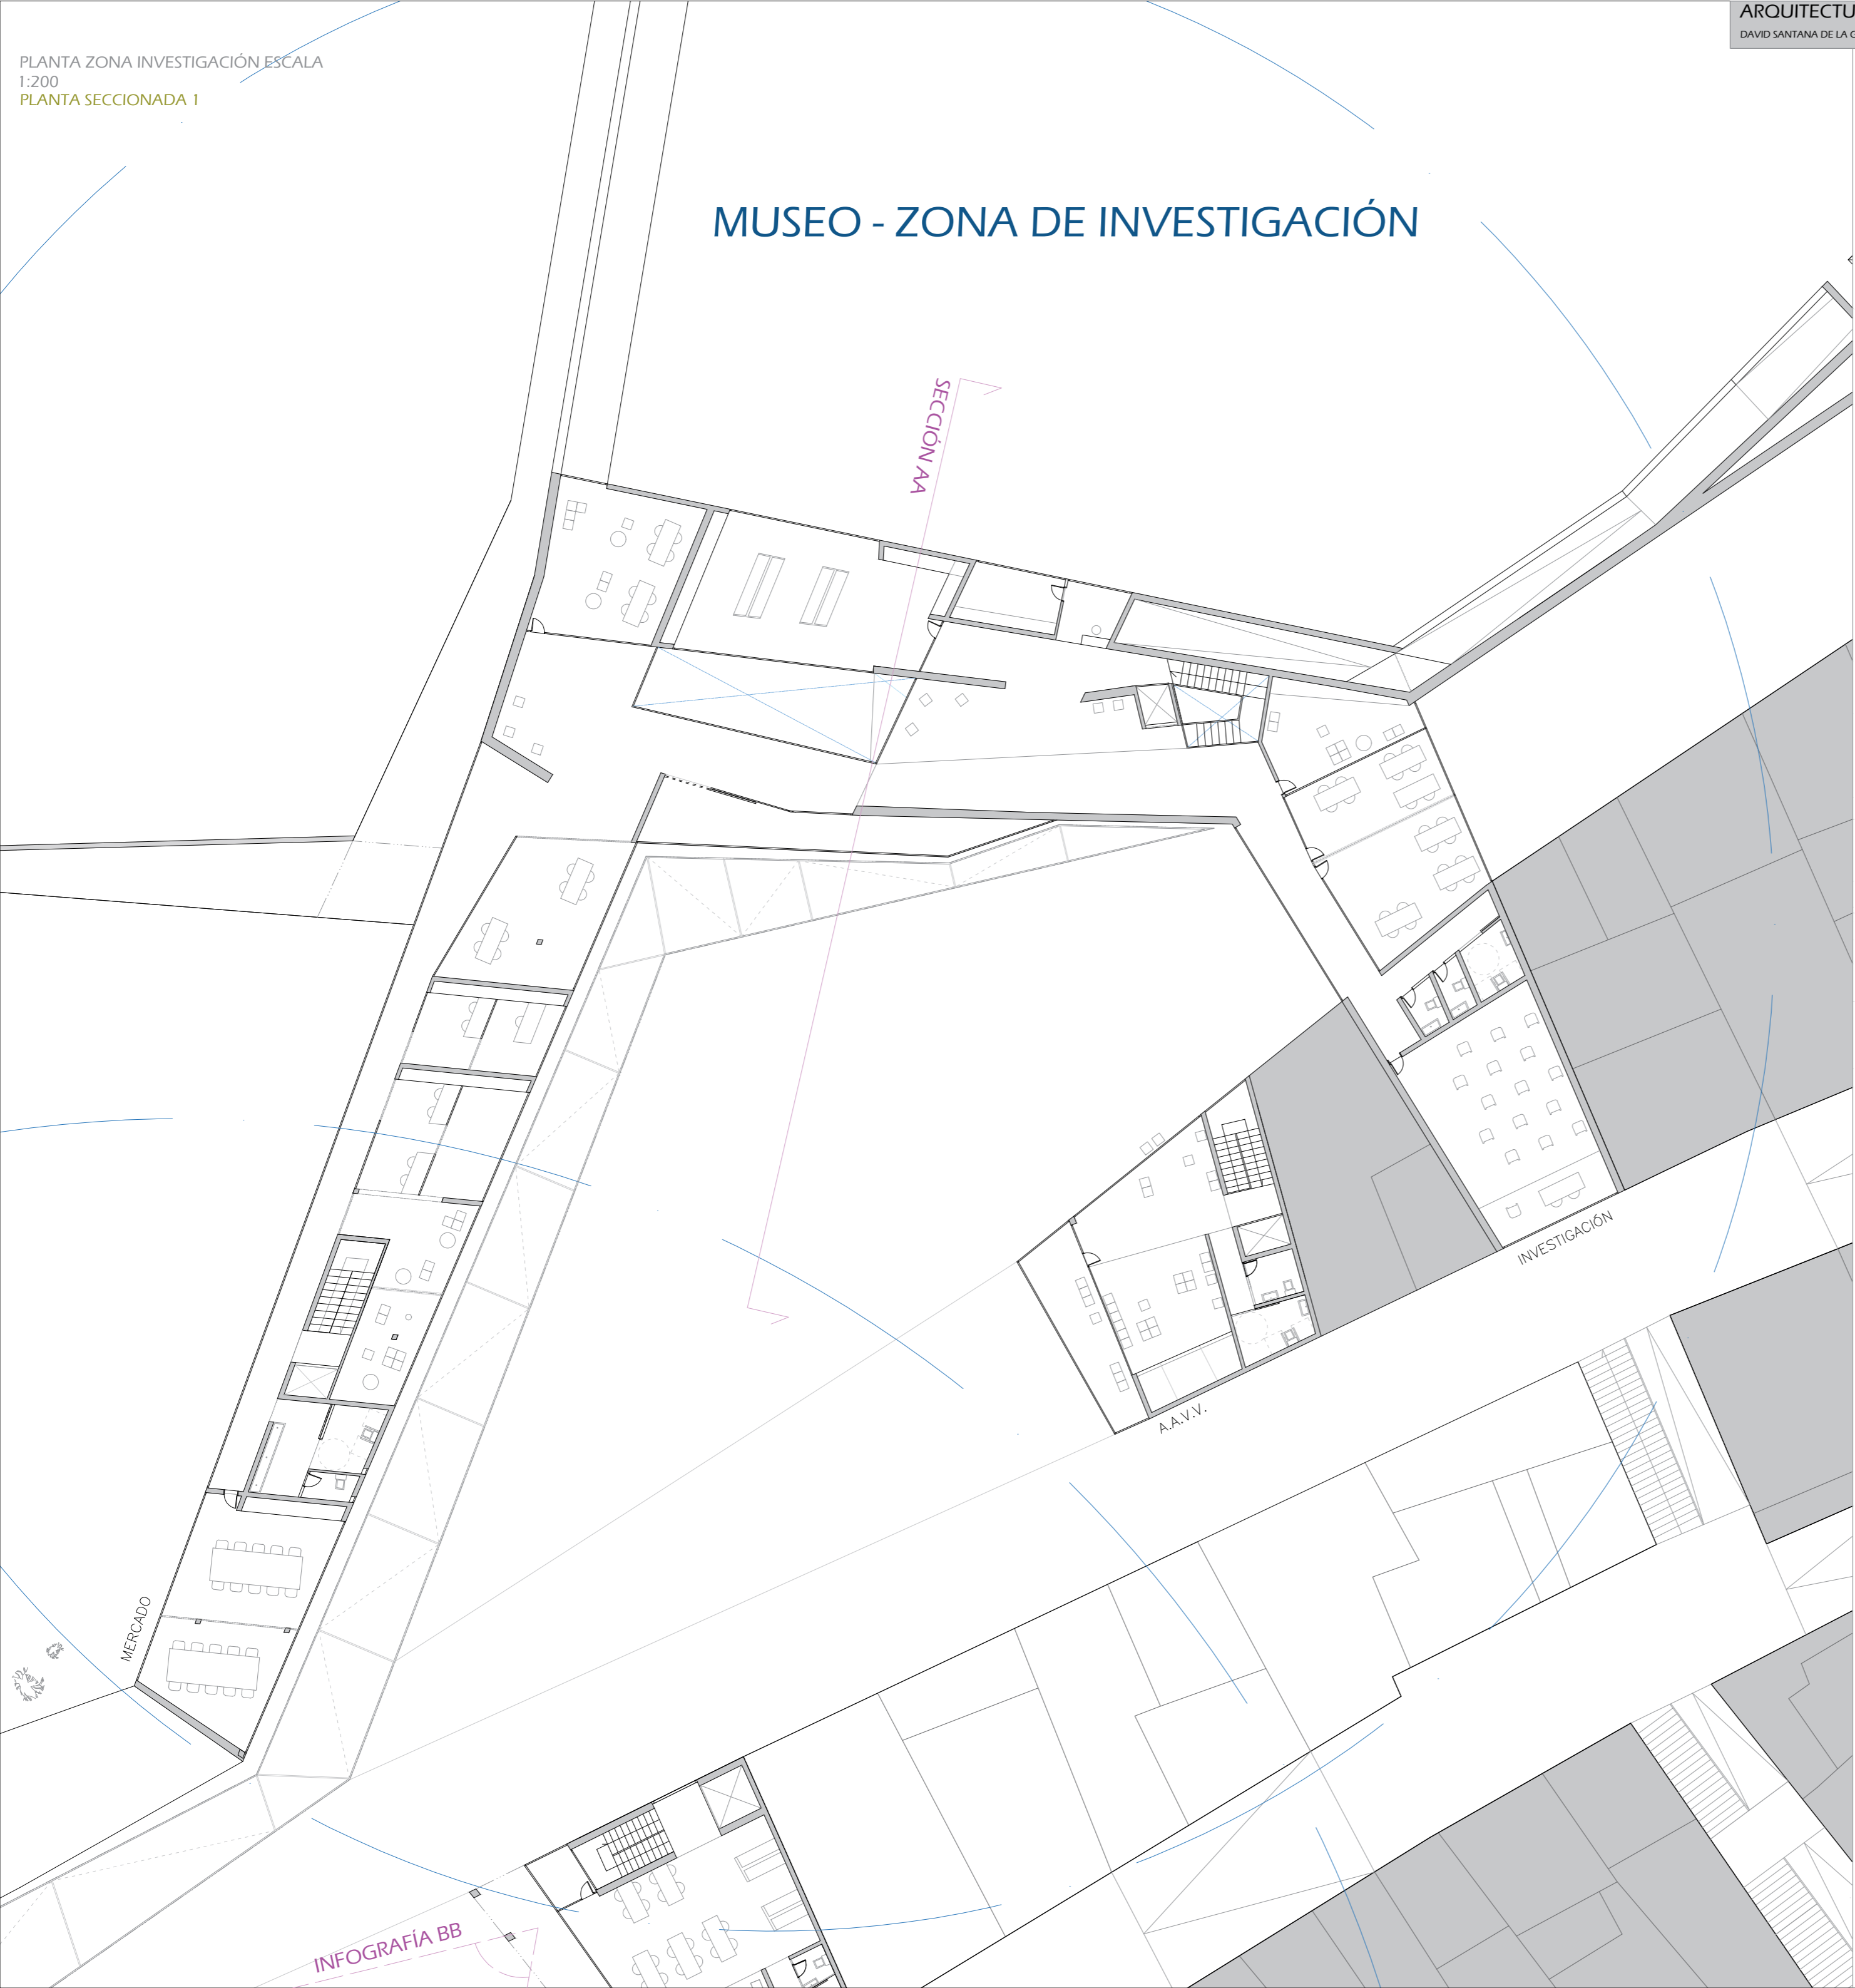 ARQUITECTU
DAVID SANTANA DE LA G
PLANTA ZONA INVESTIGACIÓN ESCALA
1:200
PLANTA SECCIONADA 1
MUSEO - ZONA DE INVESTIGACIÓN
SECCIÓN AA
INVESTIGACIÓN
A.A.V.V.
MERCADO
INFOGRAFÍA BB